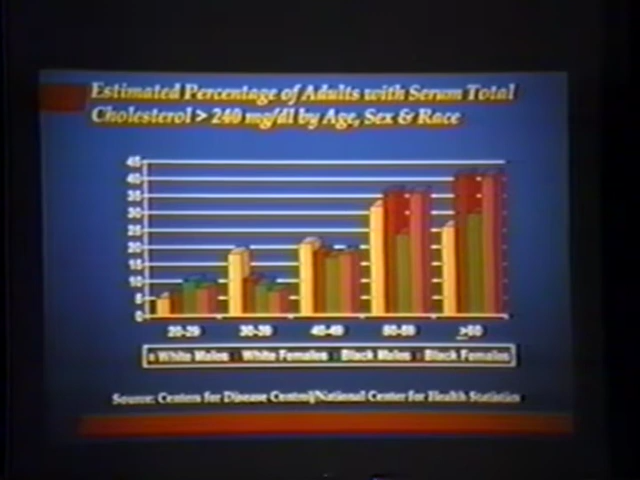 Estimated Percentage of Adults with Serum Total
Cholesterol > 240 mg/dl by Age, Sex & Race
45
40
35
30
25
20
15
10
5
0
20-29 30-39 40-49 50-59 >60
White Males White Females Black Males Black Females
Source: Centers for Disease Control/National Center for Health Statistics